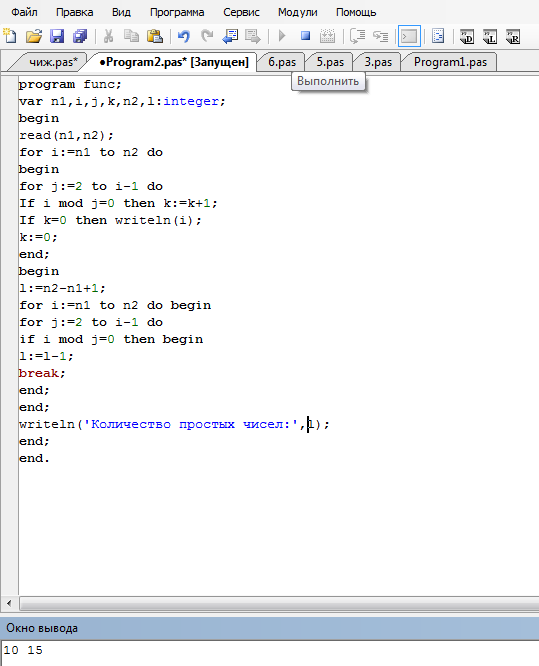 Правка Вид Программа Сервис Модули Помощь
чиж.pas* •Program2.pas* [Запущен] 6.pas 5.pas 3.pas Program1.pas
Выполнить
program func;
var n1,i,j,k,n2,l:integer;
begin
read(n1,n2);
for i:=n1 to n2 do
begin
for j:=2 to i-1 do
If i mod j=0 then k:=k+1;
If k=0 then writeln(i);
k:=0;
end;
begin
l:=n2-n1+1;
for i:=n1 to n2 do begin
for j:=2 to i-1 do
if i mod j=0 then begin
l:=l-1;
break;
end;
end;
writeln('Количество простых чисел:',l);
end;
end.
Окно вывода
10 15